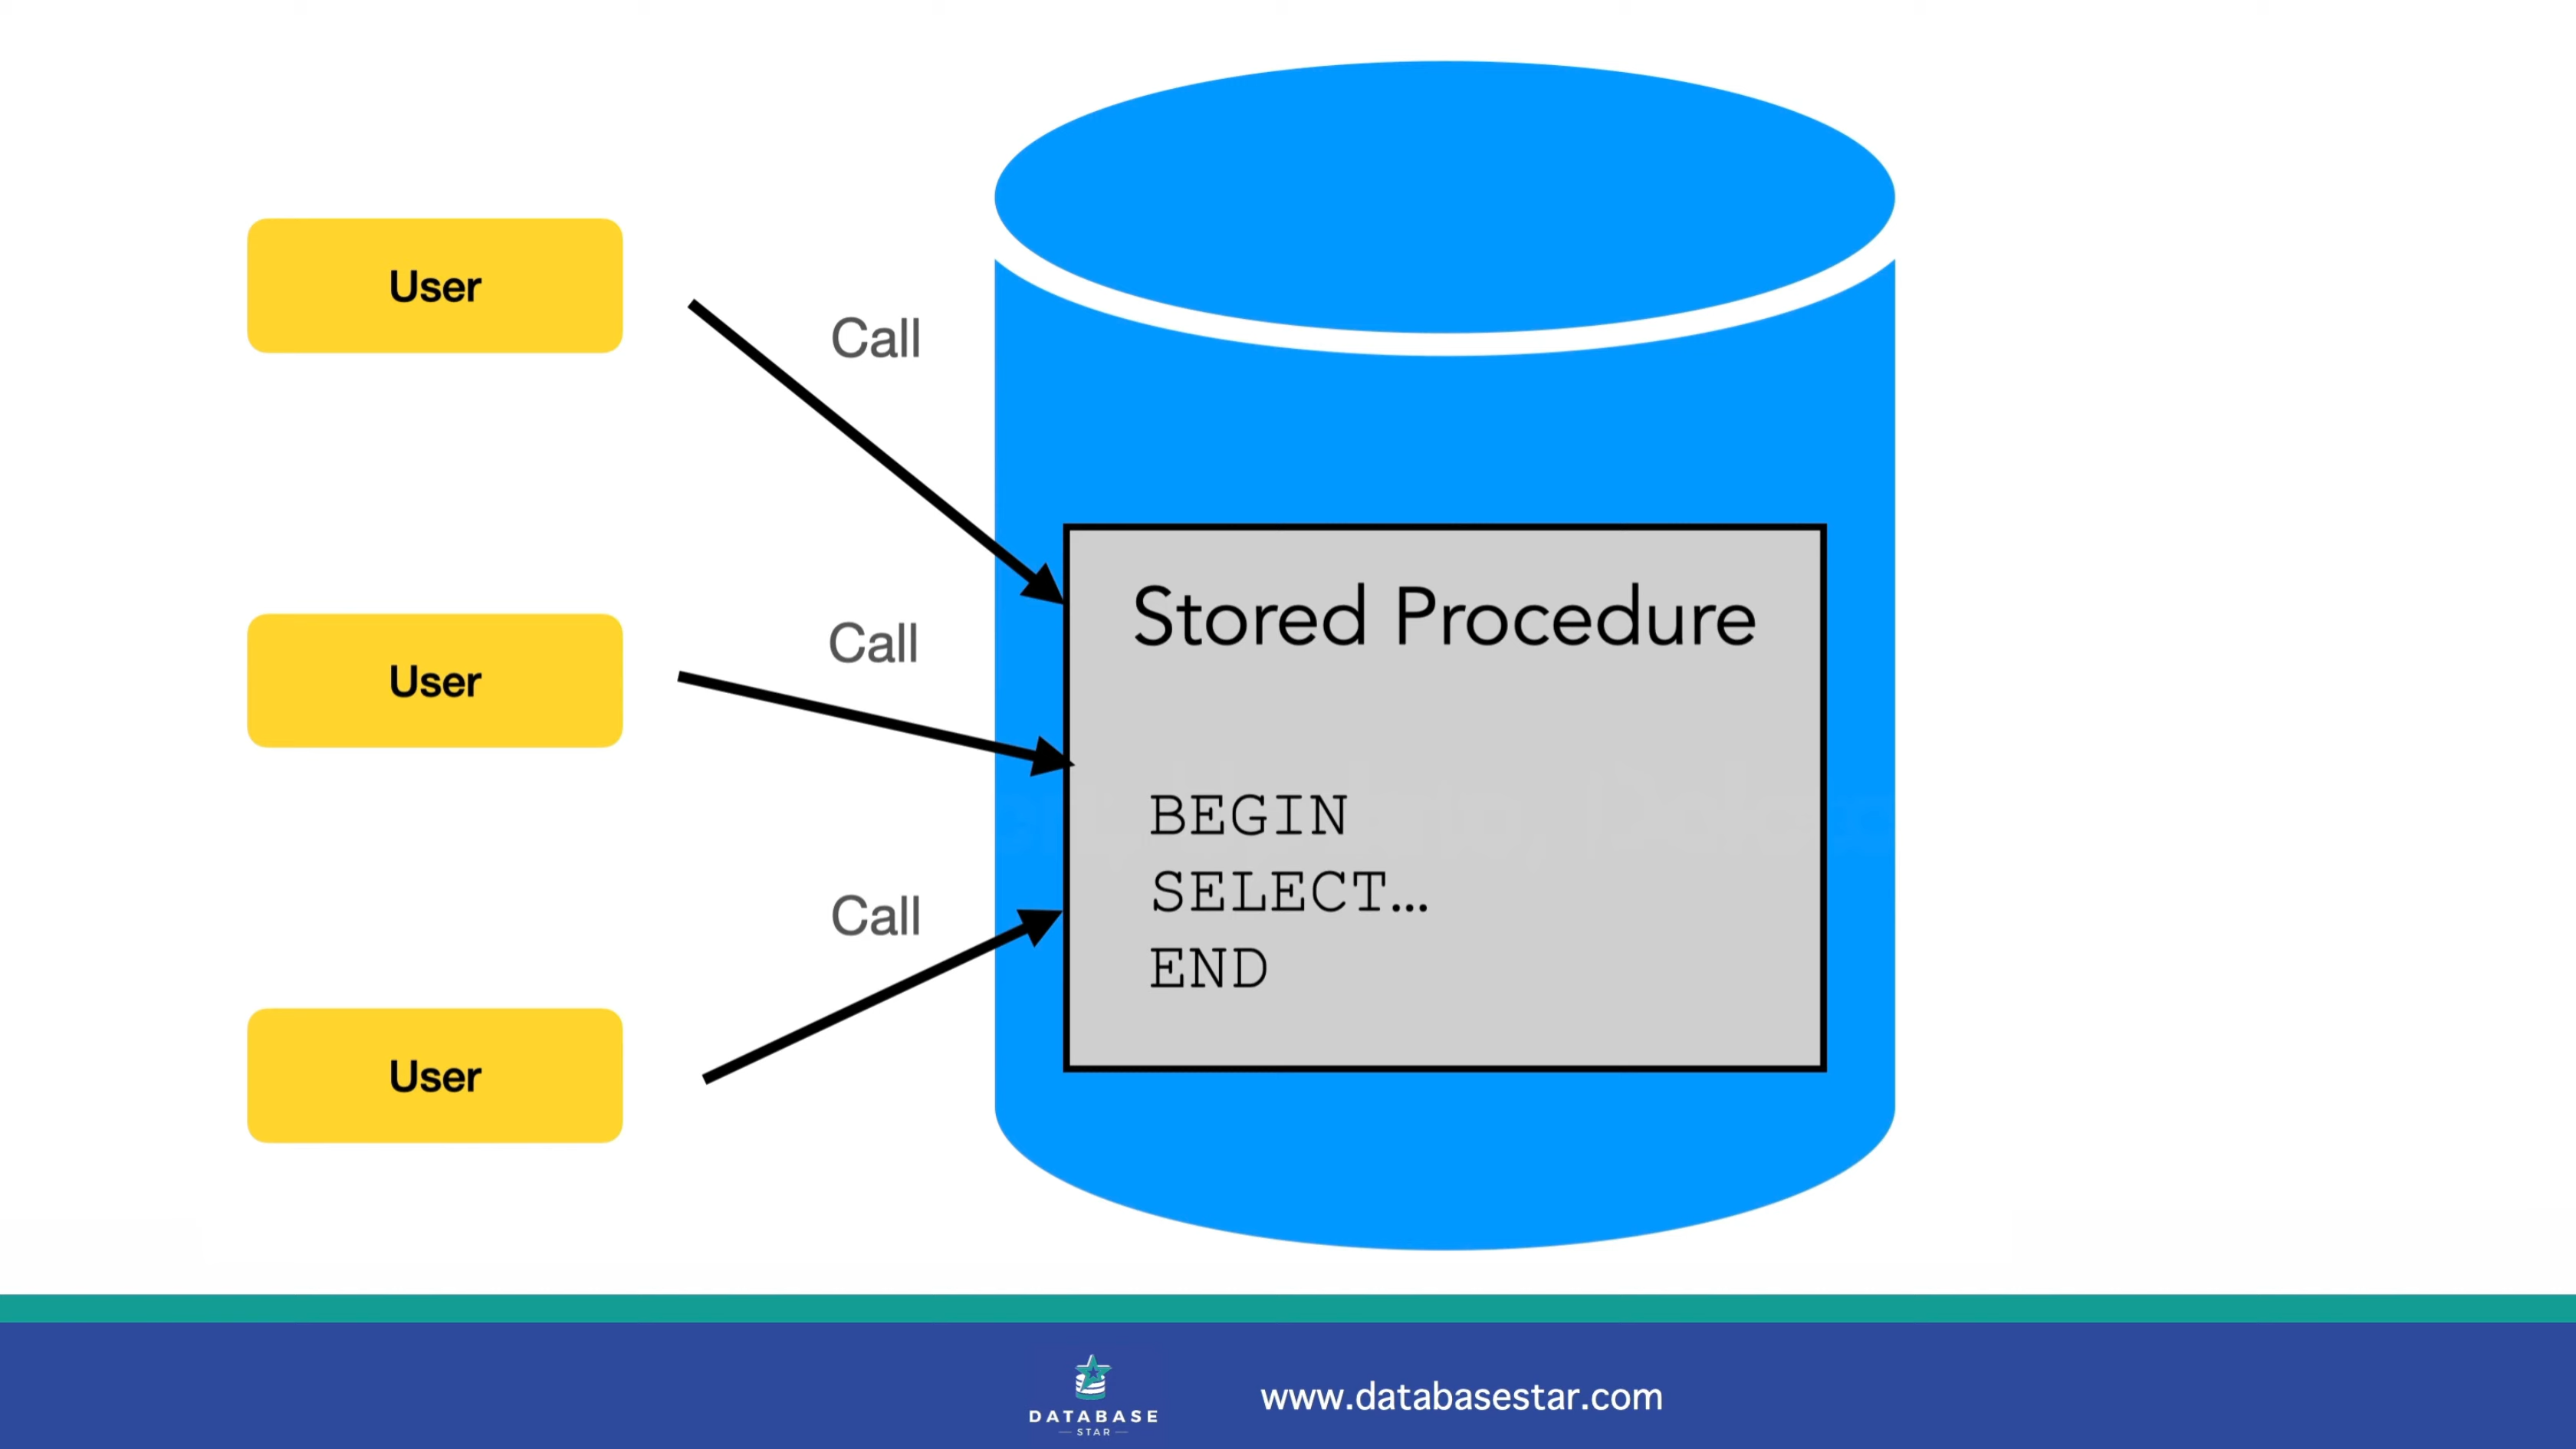 User
Call
User
Call
User
Call
Stored Procedure
BEGIN
SELECT…
END
DATABASE
STAR
www.databasestar.com